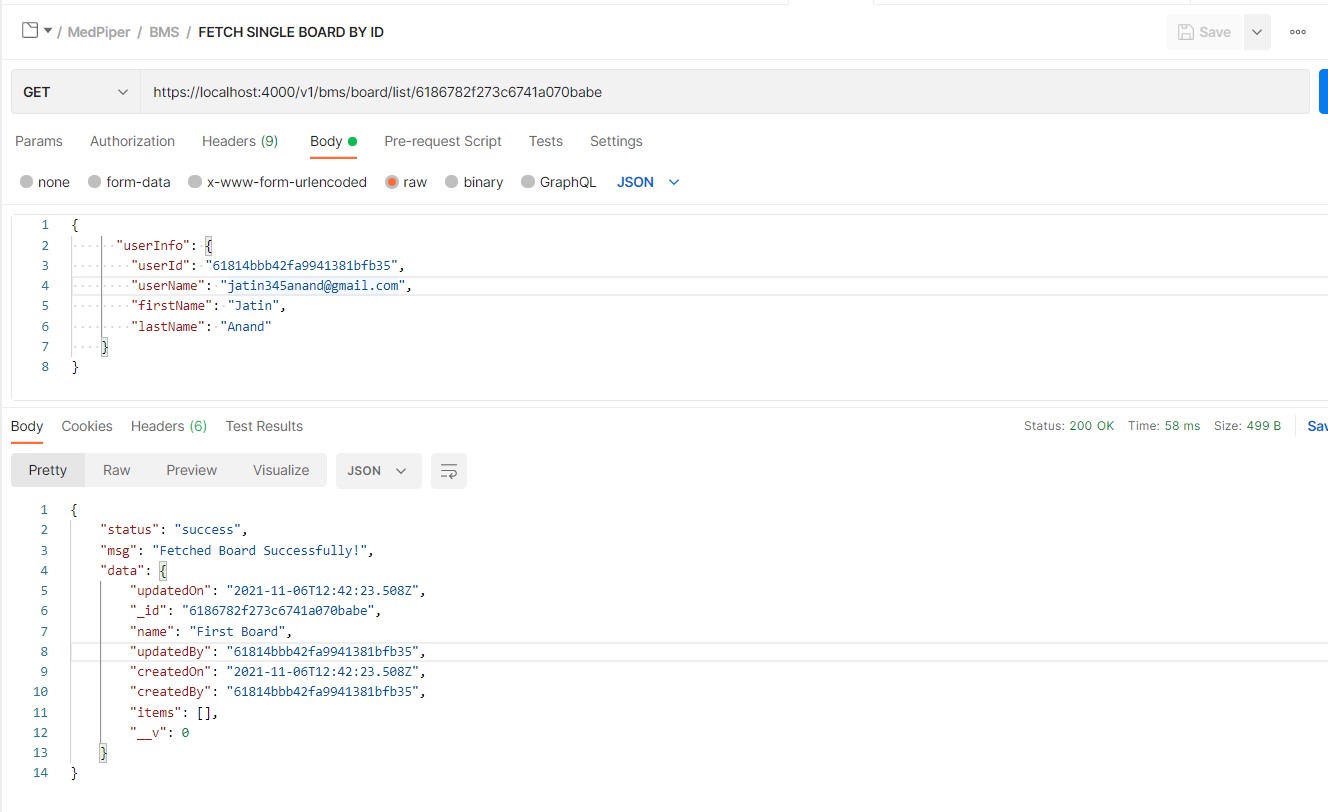 / MedPiper / BMS / FETCH SINGLE BOARD BY ID
Save
GET
https://localhost:4000/v1/bms/board/list/6186782f273c6741a070babe
Params Authorization Headers (9) Body Pre-request Script Tests Settings
none form-data x-www-form-urlencoded raw binary GraphQL JSON
1 {
2 "userInfo": {
3 "userId": "61814bbb42fa9941381bfb35",
4 "userName": "jatin345anand@gmail.com",
5 "firstName": "Jatin",
6 "lastName": "Anand"
7 }
8 }
Body Cookies Headers (6) Test Results Status: 200 OK Time: 58 ms Size: 499 B Sav
Pretty Raw Preview Visualize JSON
1 {
2 "status": "success",
3 "msg": "Fetched Board Successfully!",
4 "data": {
5 "updatedOn": "2021-11-06T12:42:23.508Z",
6 "_id": "6186782f273c6741a070babe",
7 "name": "First Board",
8 "updatedBy": "61814bbb42fa9941381bfb35",
9 "createdOn": "2021-11-06T12:42:23.508Z",
10 "createdBy": "61814bbb42fa9941381bfb35",
11 "items": [],
12 "__v": 0
13 }
14 }